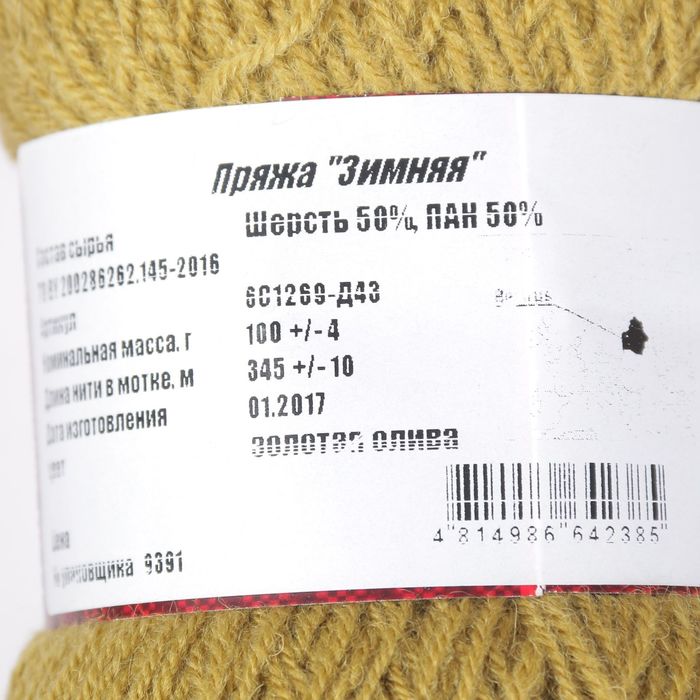 Пряжа "Зимняя"
Состав сырья Шерсть 50%, ПАН 50%
ТУ BY 200286262.145-2016
Артикул 6С1269-Д43
Номинальная масса, г 100 +/- 4
Длина нити в мотке, м 345 +/- 10
Дата изготовления 01.2017
Цвет золотая олива
Цена
№ упаковщика 9391
4 814986 642385